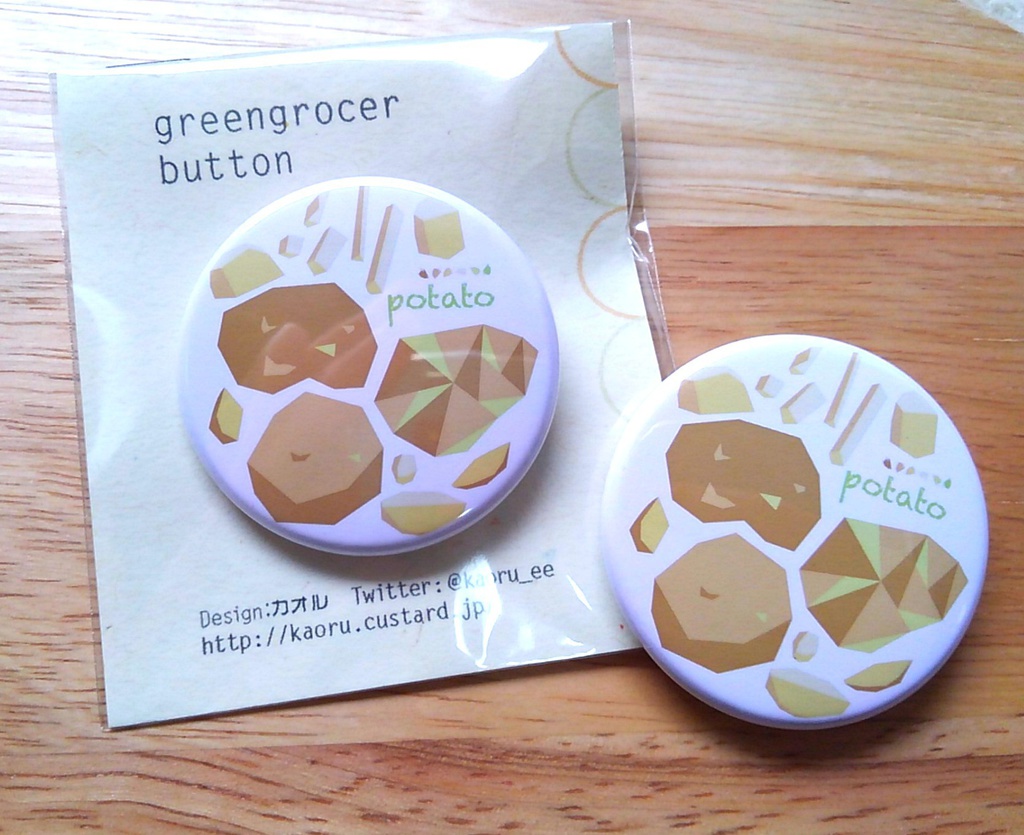 greengrocer
button
potato
potato
Design:カオル Twitter:@kaoru_ee
http://kaoru.custard.jp